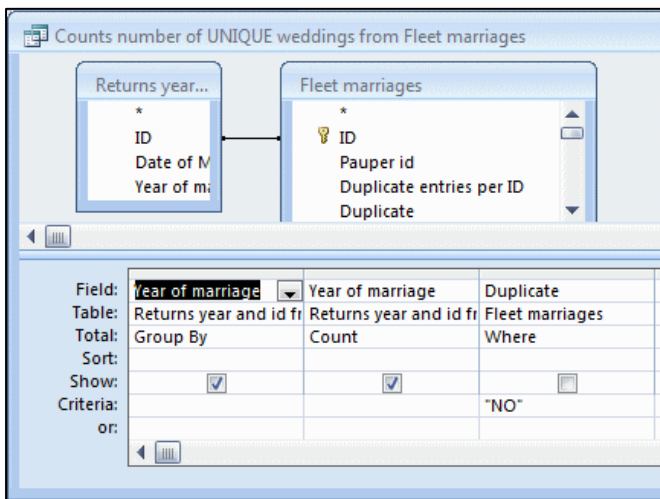 Counts number of UNIQUE weddings from Fleet marriages
Returns year...
*
ID
Date of M
Year of ma
Fleet marriages
*
ID
Pauper id
Duplicate entries per ID
Duplicate
Field: Year of marriage Year of marriage Duplicate
Table: Returns year and id fr Returns year and id fr Fleet marriages
Total: Group By Count Where
Sort:
Show:
Criteria: "NO"
or: